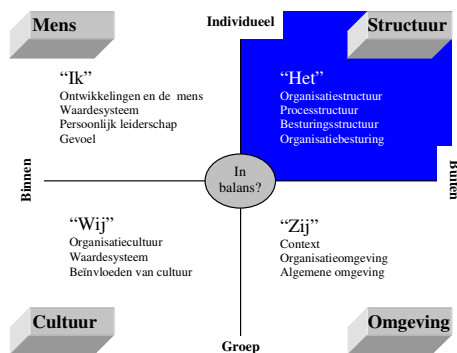 Mens
Individueel
Structuur
“Ik”
Ontwikkelingen en de mens
Waardesysteem
Persoonlijk leiderschap
Gevoel
“Het”
Organisatiestructuur
Processtructuur
Besturingsstructuur
Organisatiebesturing
Binnen
In
balans?
Buiten
“Wij”
Organisatiecultuur
Waardesysteem
Beïnvloeden van cultuur
“Zij”
Context
Organisatieomgeving
Algemene omgeving
Cultuur
Groep
Omgeving